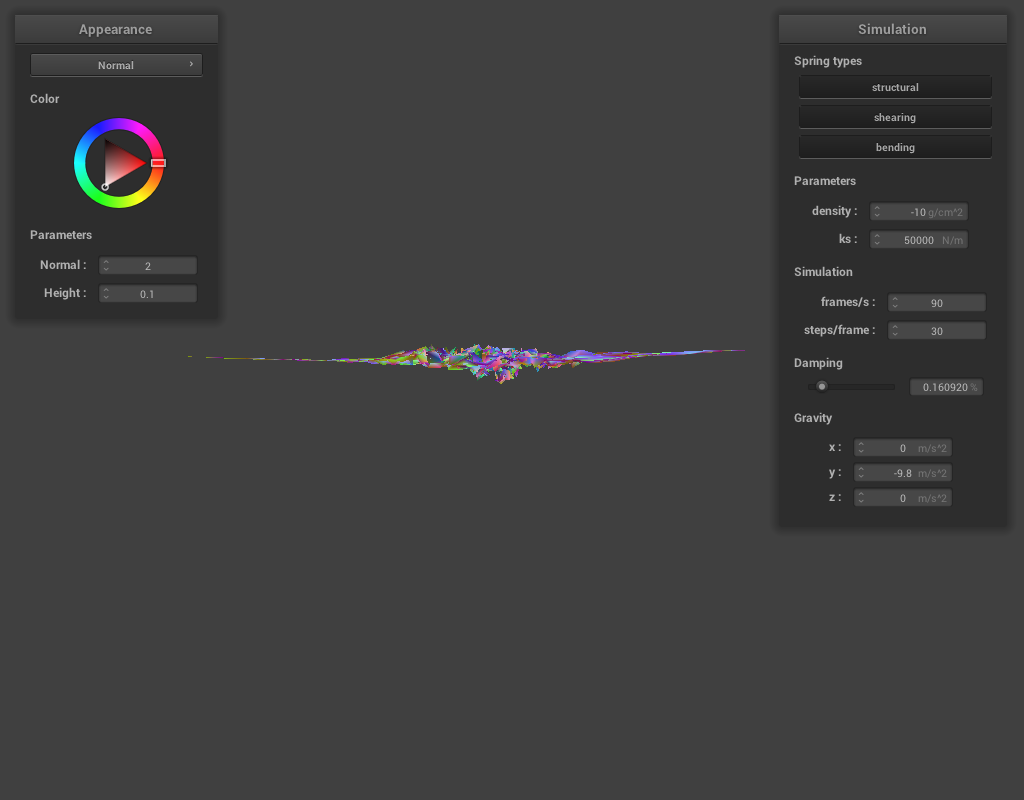 Appearance
Normal ›
Color
Parameters
Normal : 2
Height : 0.1
Simulation
Spring types
structural
shearing
bending
Parameters
density : -10 g/cm^2
ks : 50000 N/m
Simulation
frames/s : 90
steps/frame : 30
Damping
0.160920 %
Gravity
x : 0 m/s^2
y : -9.8 m/s^2
z : 0 m/s^2